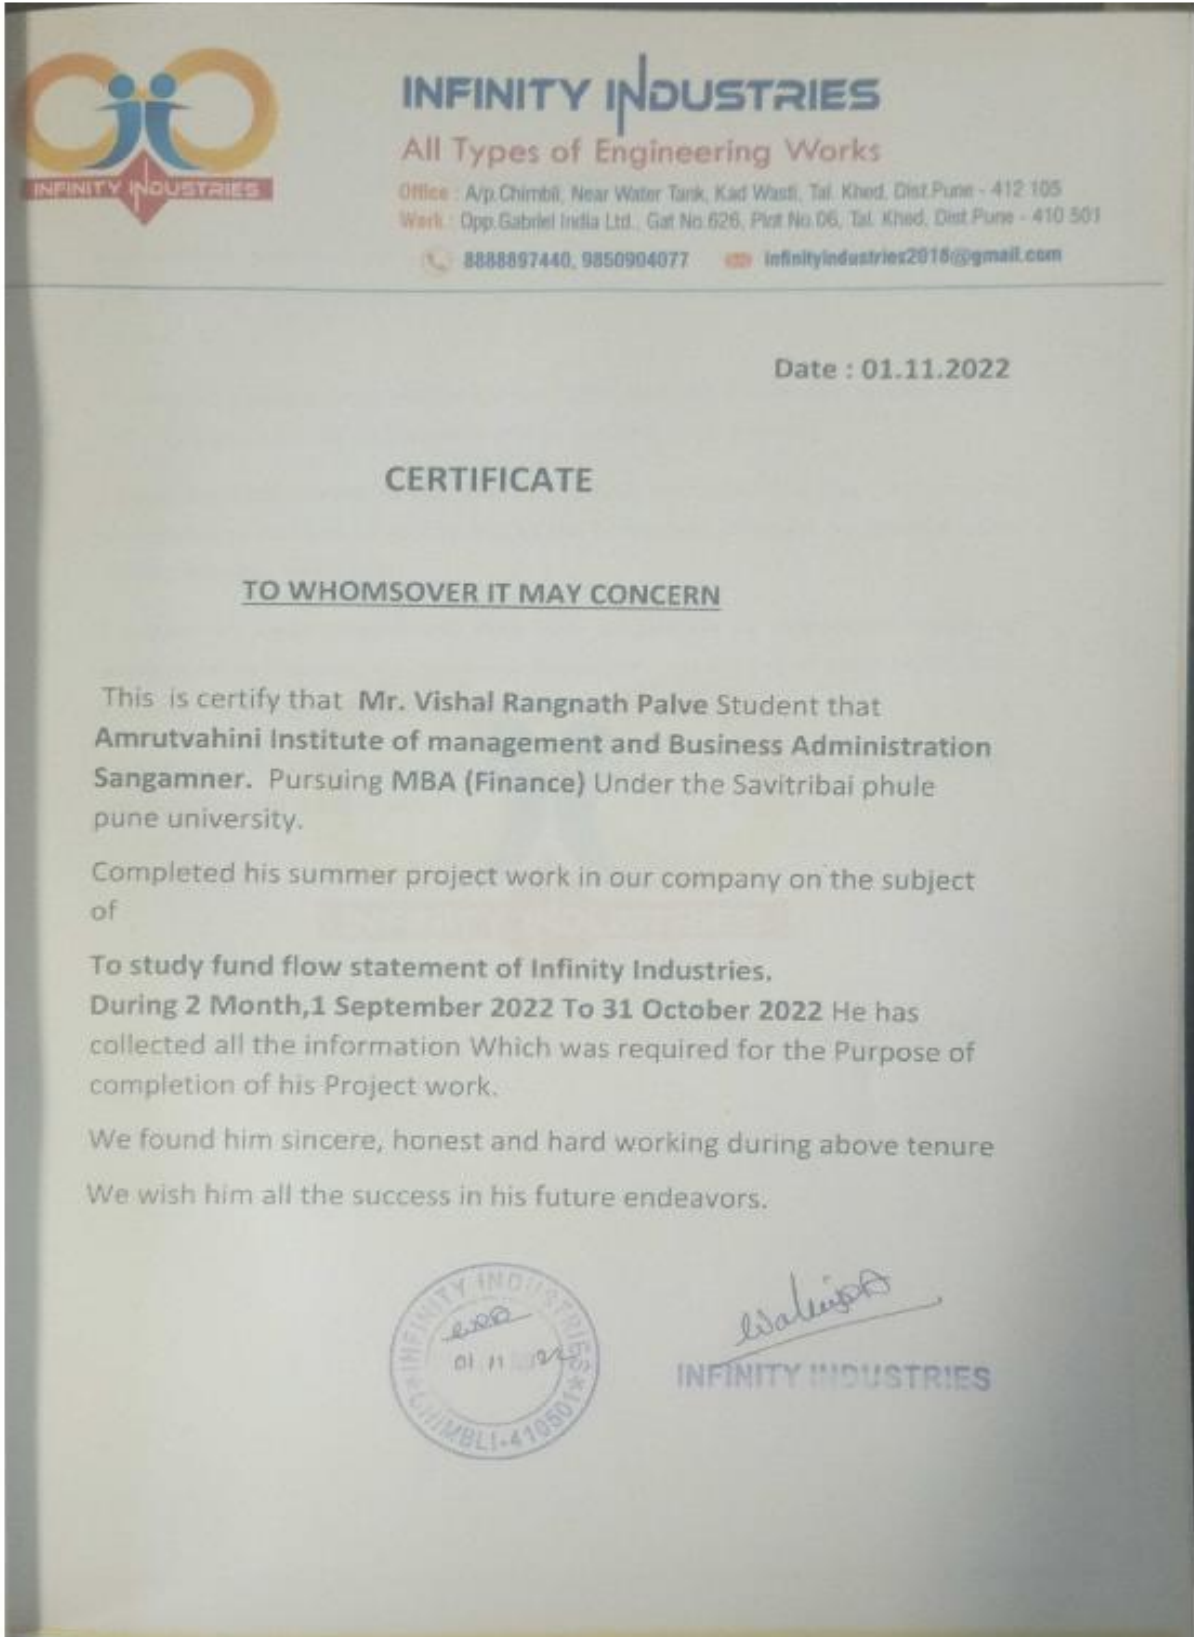 INFINITY INDUSTRIES
INFINITY INDUSTRIES
All Types of Engineering Works
Office : A/p.Chimbli, Near Water Tank, Kad Wasti, Tal. Khed, Dist.Pune - 412 105
Work : Opp.Gabriel India Ltd., Gat No.626, Plot No.06, Tal. Khed, Dist.Pune - 410 501
8888897440, 9850904077 infinityindustries2018@gmail.com
Date : 01.11.2022
CERTIFICATE
TO WHOMSOVER IT MAY CONCERN
This is certify that Mr. Vishal Rangnath Palve Student that
Amrutvahini Institute of management and Business Administration
Sangamner. Pursuing MBA (Finance) Under the Savitribai phule
pune university.
Completed his summer project work in our company on the subject
of
To study fund flow statement of Infinity Industries.
During 2 Month,1 September 2022 To 31 October 2022 He has
collected all the information Which was required for the Purpose of
completion of his Project work.
We found him sincere, honest and hard working during above tenure
We wish him all the success in his future endeavors.
INFINITY INDUSTRIES
01 11
CHIMBLI-410501
INFINITY INDUSTRIES